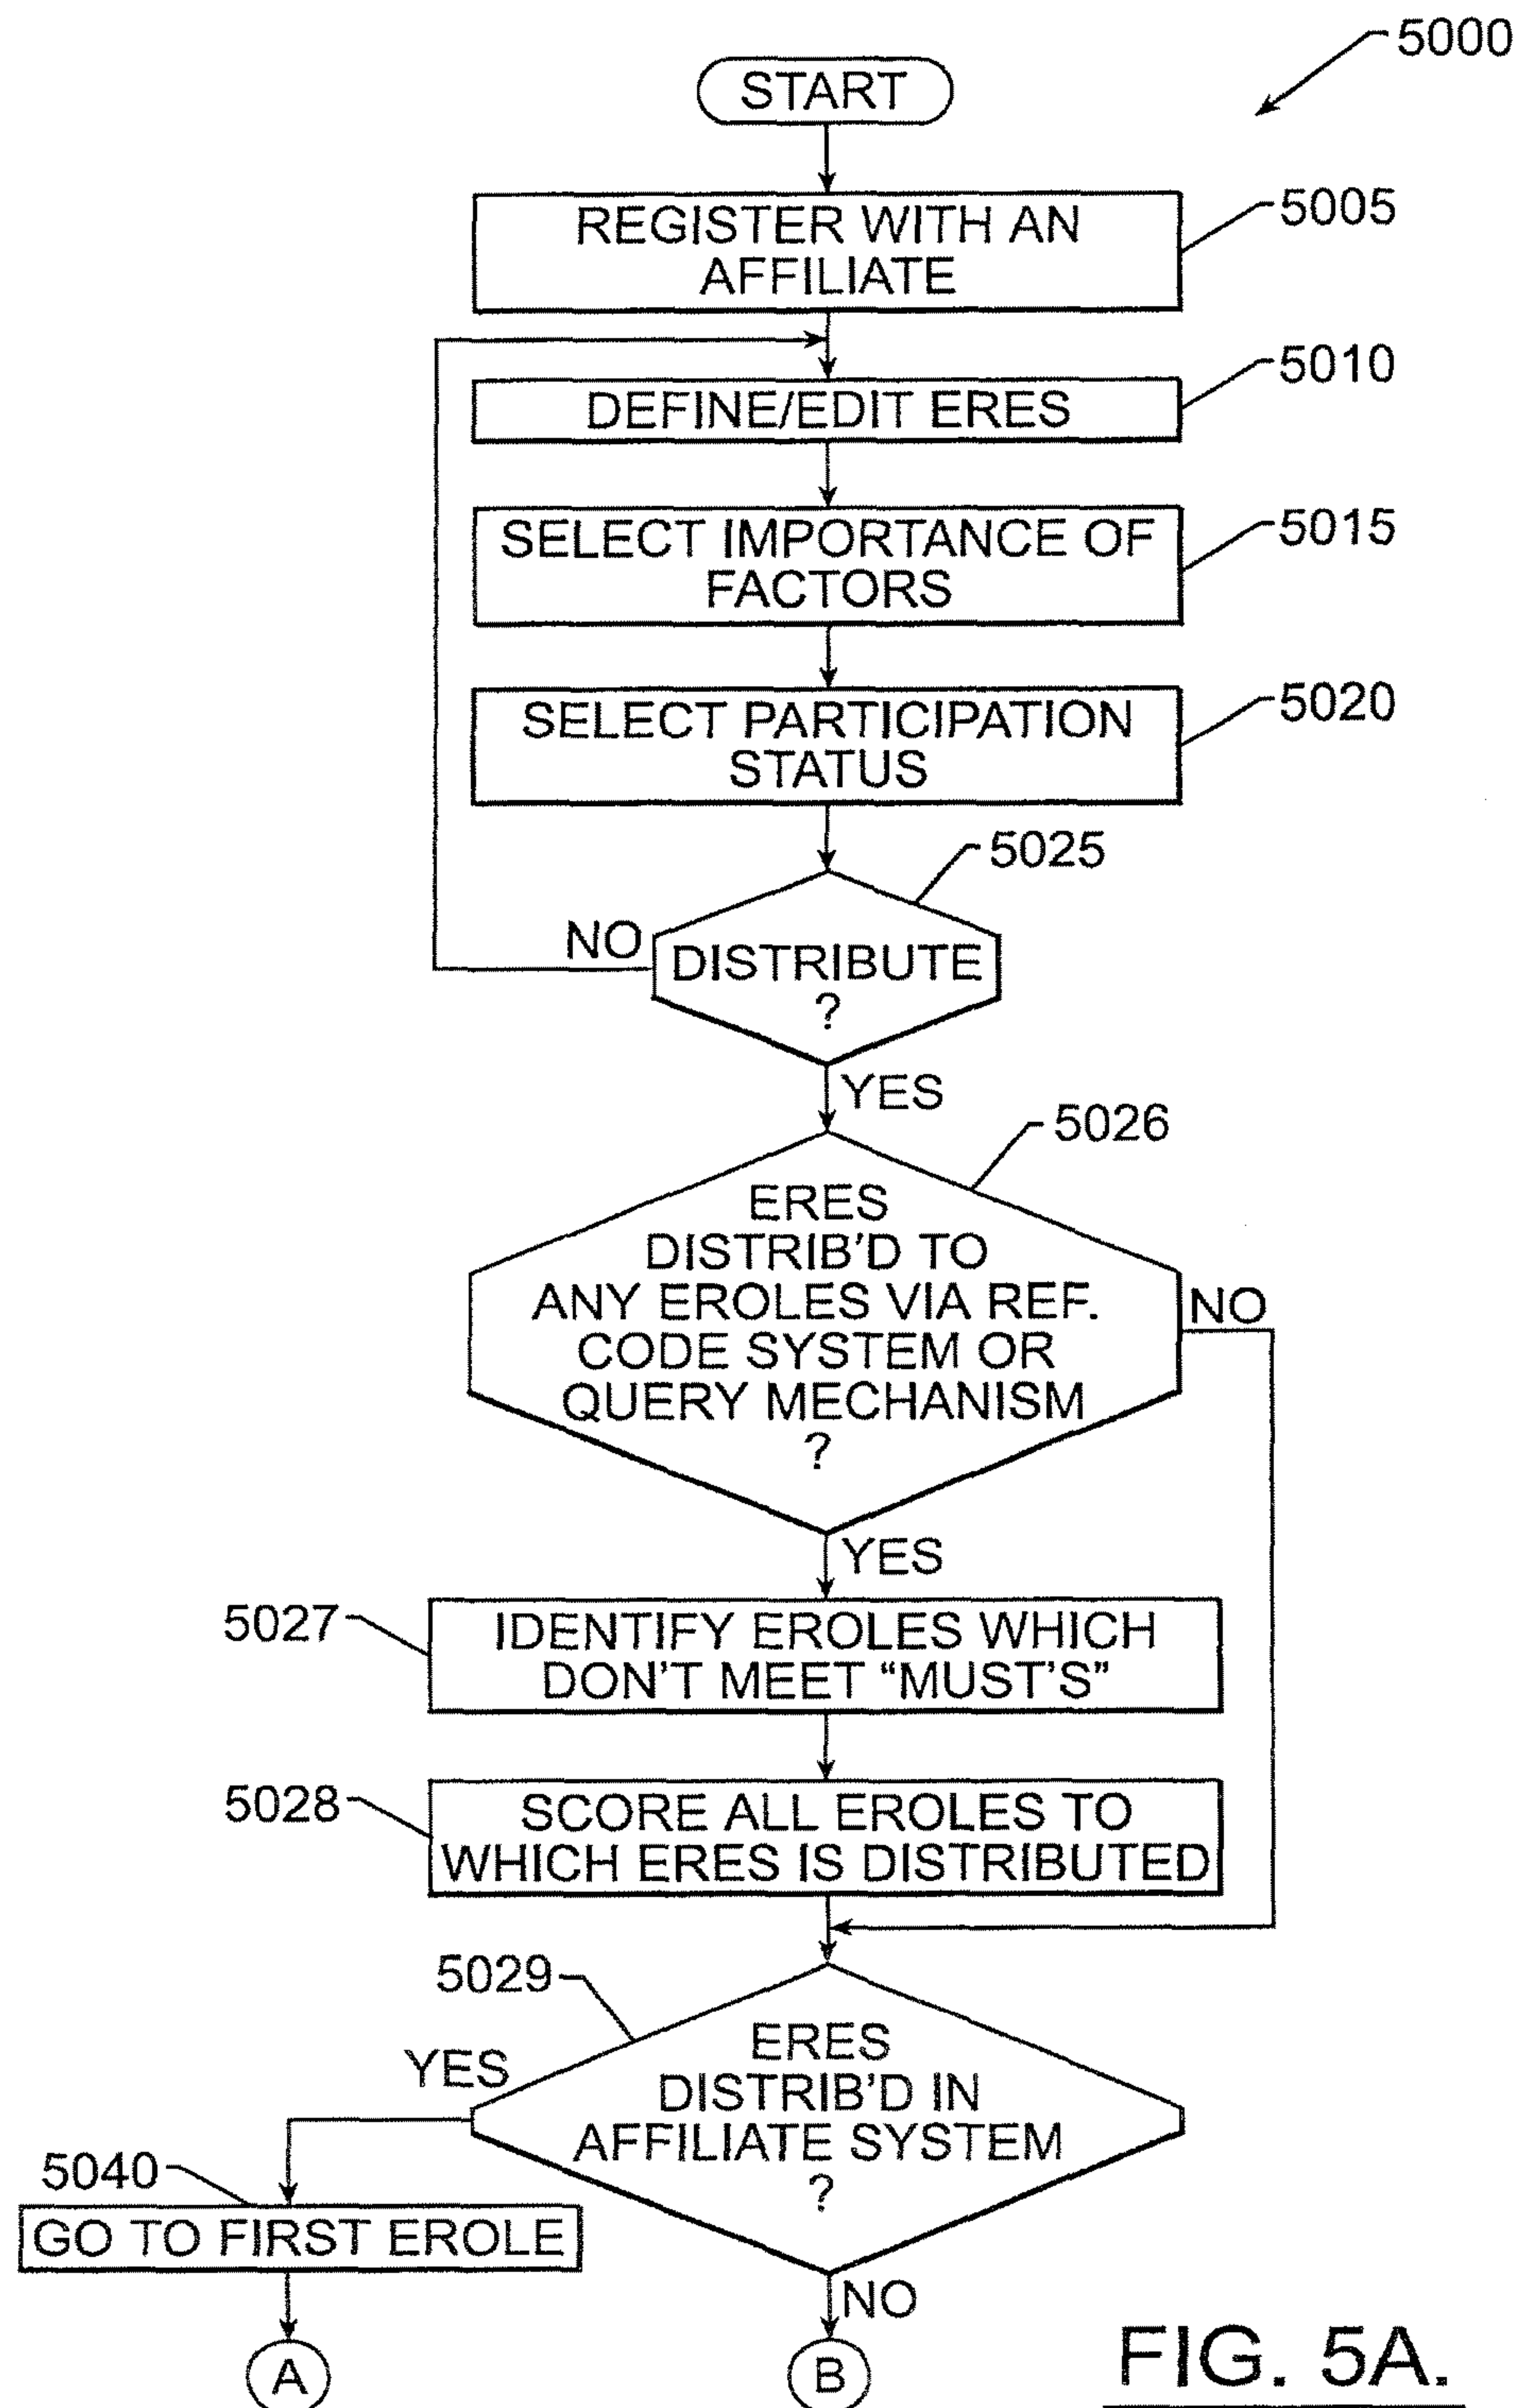 5000
START
REGISTER WITH AN
AFFILIATE
5005
DEFINE/EDIT ERES
5010
SELECT IMPORTANCE OF
FACTORS
5015
SELECT PARTICIPATION
STATUS
5020
5025
NO
DISTRIBUTE
?
YES
5026
ERES
DISTRIB'D TO
ANY EROLES VIA REF.
CODE SYSTEM OR
QUERY MECHANISM
?
NO
YES
5027
IDENTIFY EROLES WHICH
DON'T MEET “MUST'S”
5028
SCORE ALL EROLES TO
WHICH ERES IS DISTRIBUTED
5029
YES
ERES
DISTRIB'D IN
AFFILIATE SYSTEM
?
5040
GO TO FIRST EROLE
NO
A
B
FIG. 5A.